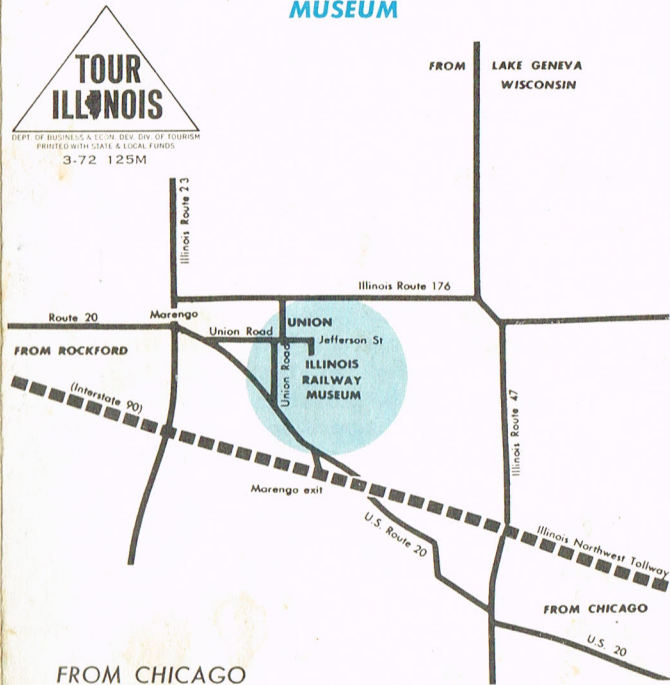 MUSEUM
TOUR
ILLINOIS
DEPT. OF BUSINESS & ECON. DEV. DIV. OF TOURISM
PRINTED WITH STATE & LOCAL FUNDS
3-72 125M
FROM LAKE GENEVA
WISCONSIN
Illinois Route 23
Illinois Route 176
Route 20
Marengo
UNION
Union Road
Jefferson St
FROM ROCKFORD
ILLINOIS
RAILWAY
MUSEUM
Union Road
(Interstate 90)
Illinois Route 47
Marengo exit
U.S. Route 20
Illinois Northwest Tollway
FROM CHICAGO
U.S. 20
FROM CHICAGO